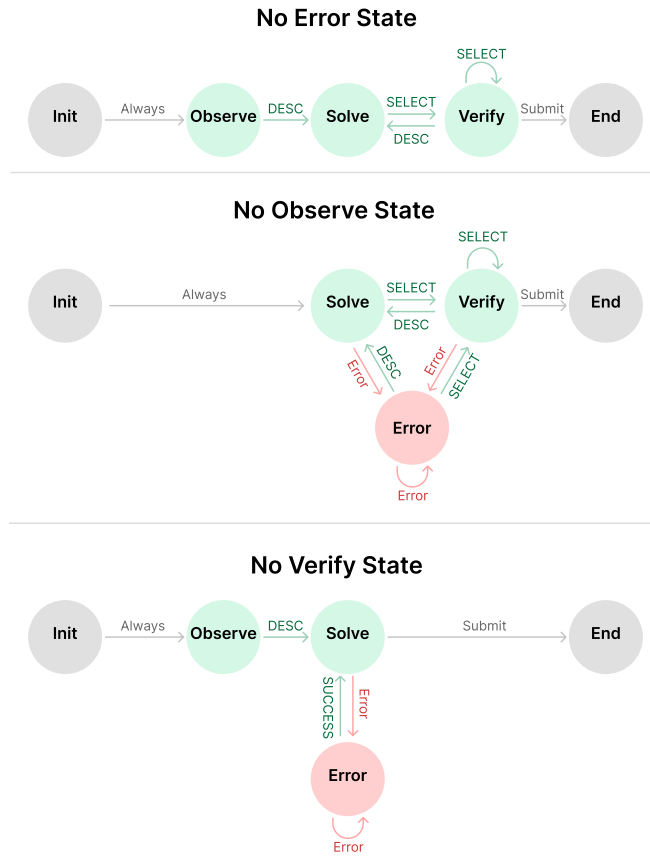 No Error State
SELECT
Init
Always
Observe
DESC
Solve
SELECT
DESC
Verify
Submit
End
No Observe State
SELECT
Init
Always
Solve
SELECT
DESC
Verify
Submit
End
Error
DESC
Error
SELECT
Error
Error
No Verify State
Init
Always
Observe
DESC
Solve
Submit
End
SUCCESS
Error
Error
Error